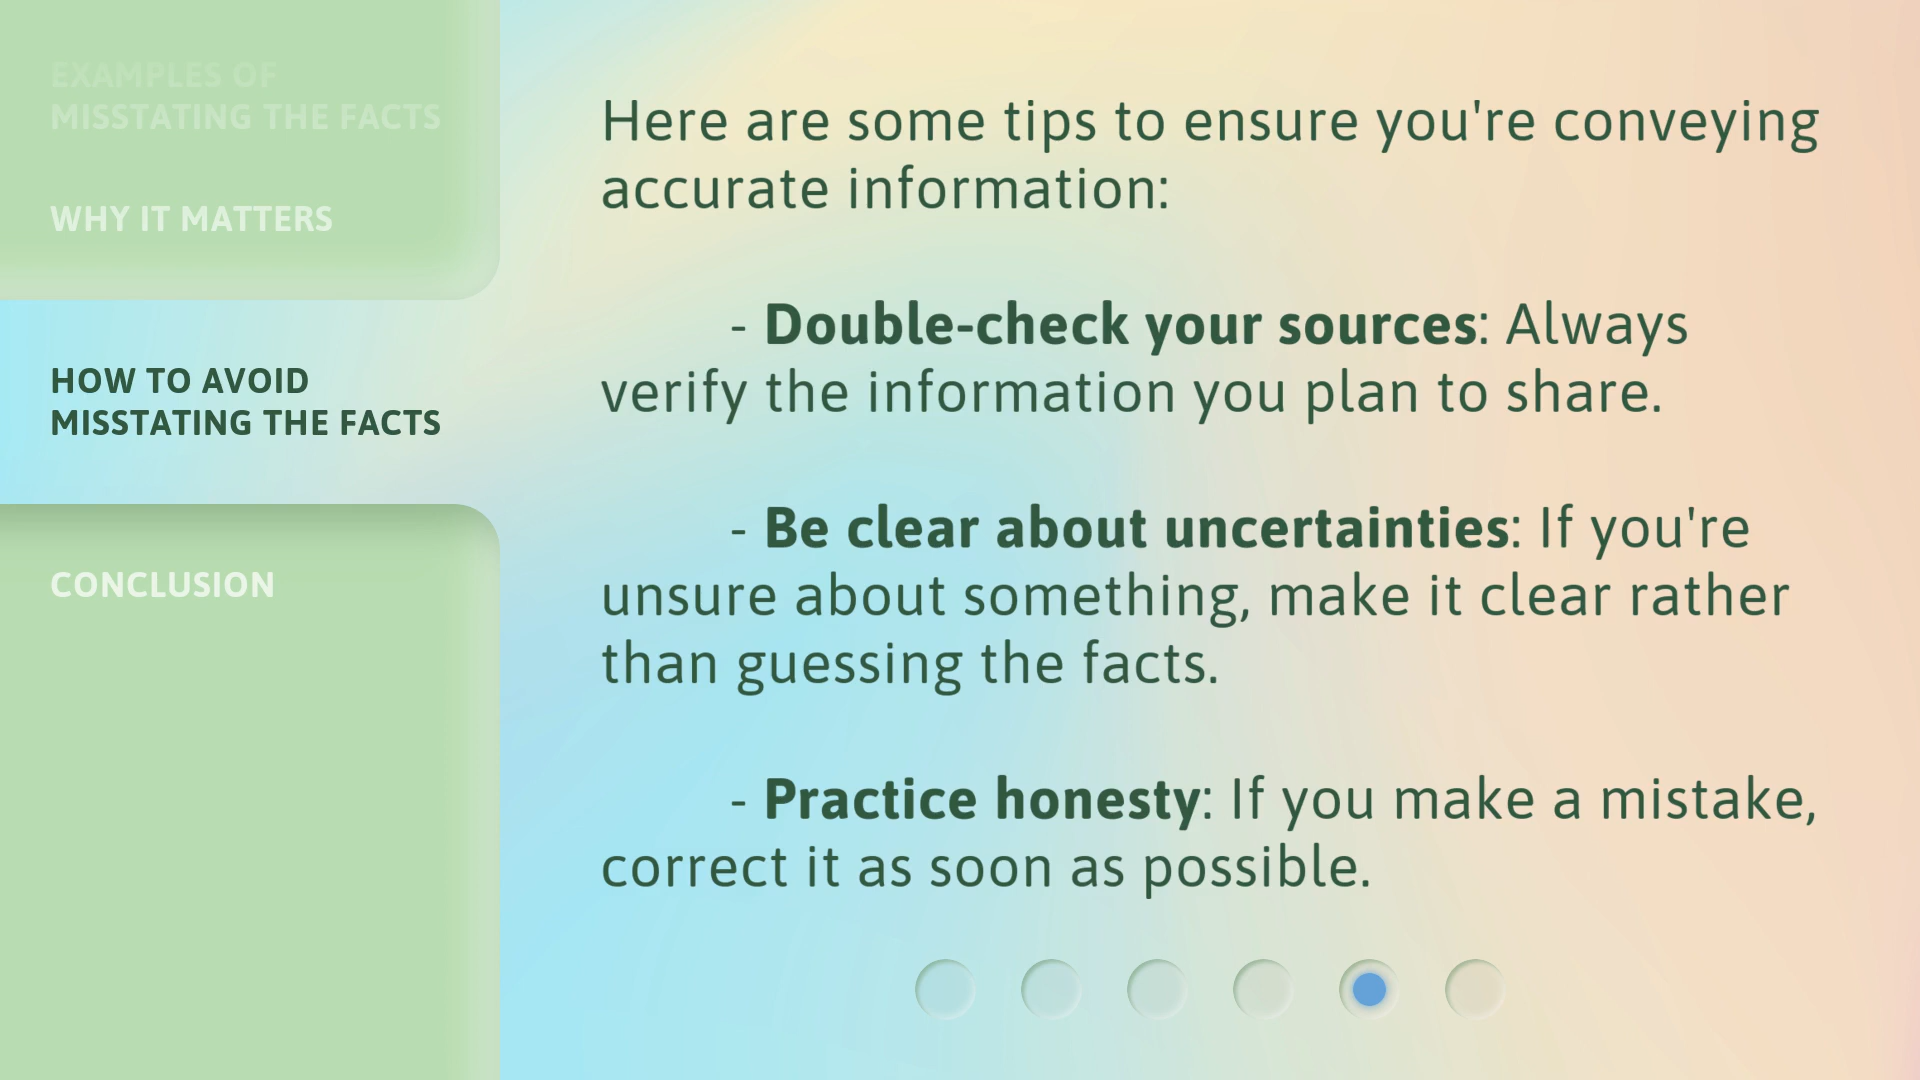 EXAMPLES OF
MISSTATING THE FACTS
WHY IT MATTERS
HOW TO AVOID
MISSTATING THE FACTS
CONCLUSION
Here are some tips to ensure you're conveying
accurate information:
- Double-check your sources: Always
verify the information you plan to share.
- Be clear about uncertainties: If you're
unsure about something, make it clear rather
than guessing the facts.
- Practice honesty: If you make a mistake,
correct it as soon as possible.